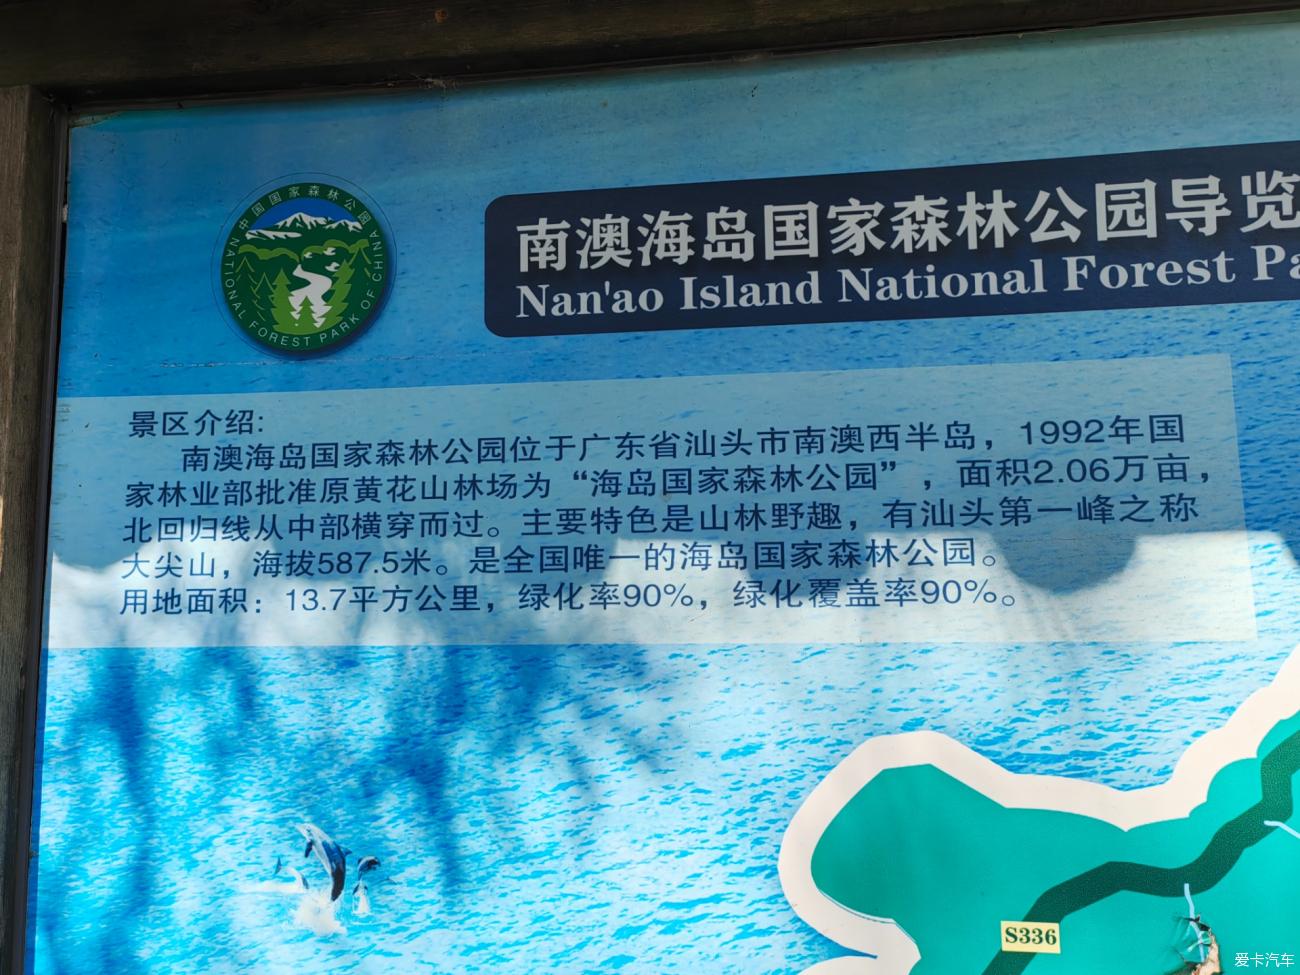 中国国家森林公园
NATIONAL FOREST PARK OF CHINA
南澳海岛国家森林公园导览
Nan'ao Island National Forest Pa
景区介绍:
南澳海岛国家森林公园位于广东省汕头市南澳西半岛，1992年国
家林业部批准原黄花山林场为“海岛国家森林公园”，面积2.06万亩，
北回归线从中部横穿而过。主要特色是山林野趣，有汕头第一峰之称
大尖山，海拔587.5米。是全国唯一的海岛国家森林公园。
用地面积：13.7平方公里，绿化率90%，绿化覆盖率90%。
S336
爱卡汽车